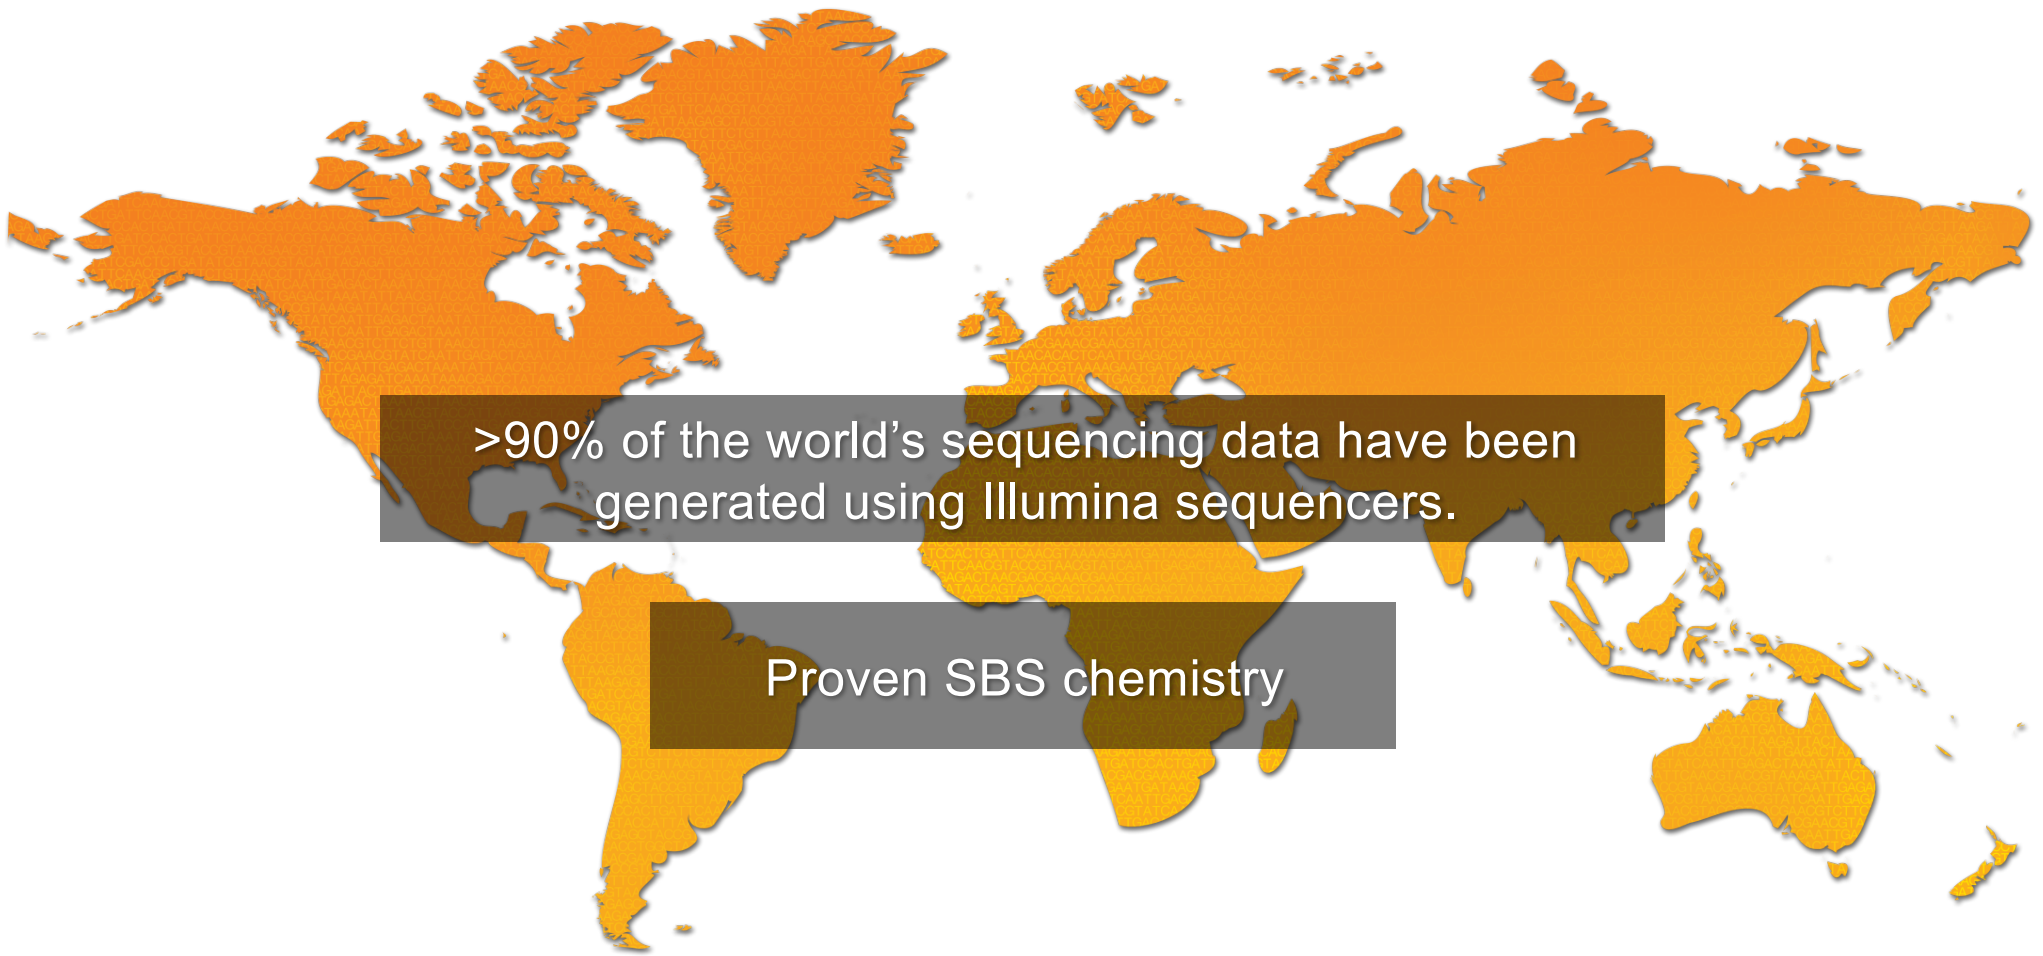 >90% of the world’s sequencing data have been
generated using Illumina sequencers.
Proven SBS chemistry